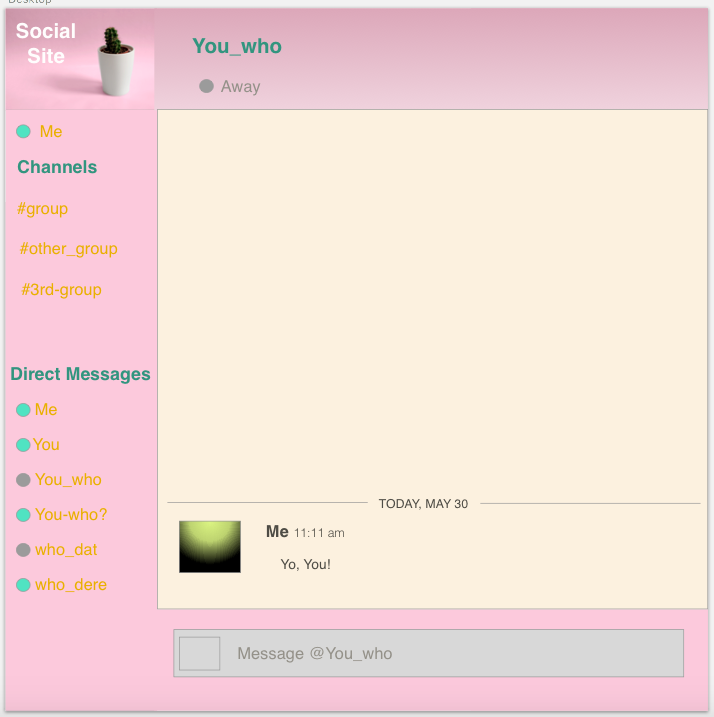 Desktop
Social
Site
You_who
Away
Me
Channels
#group
#other_group
#3rd-group
Direct Messages
Me
You
You_who
You-who?
who_dat
who_dere
TODAY, MAY 30
Me 11:11 am
Yo, You!
Message @You_who